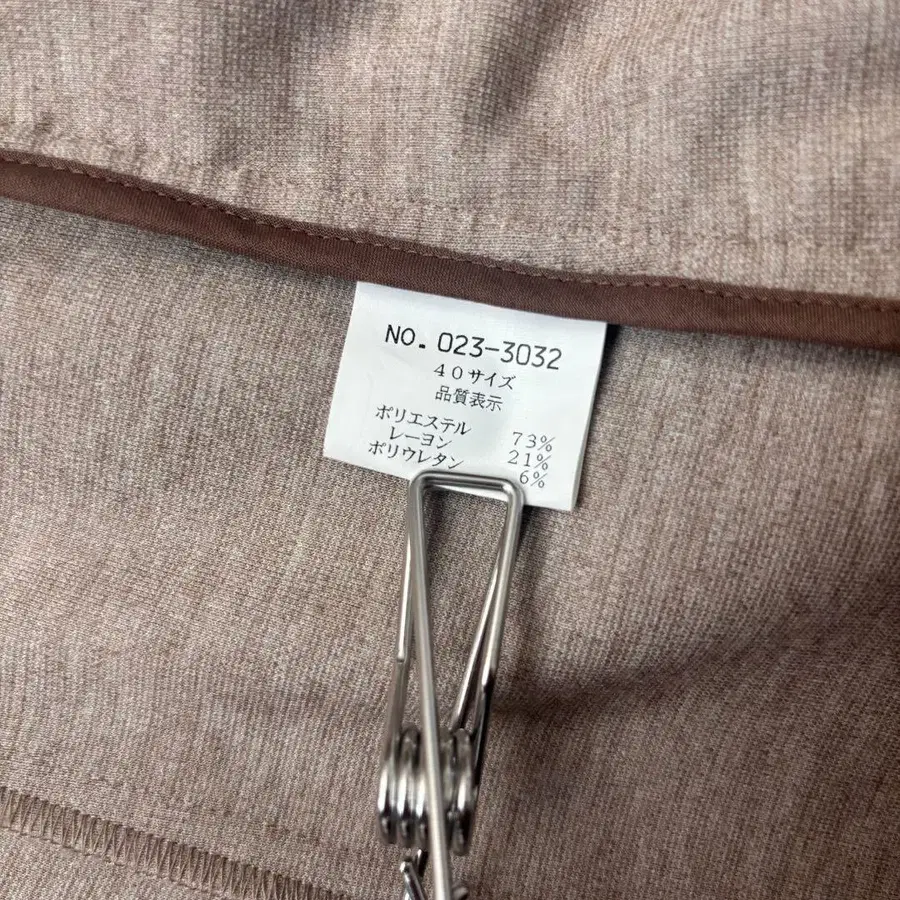 NO. 023-3032
40サイズ
品質表示
ポリエステル 73%
レーヨン 21%
ポリウレタン 6%